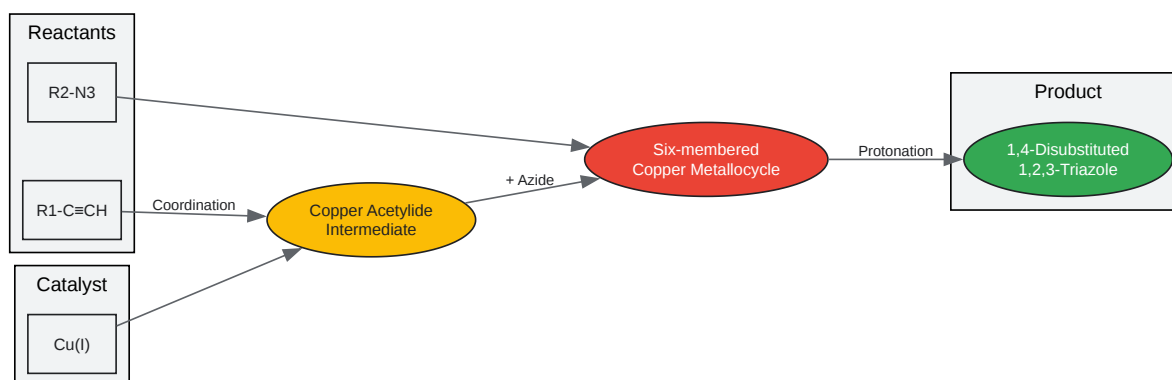 Reactants
R2-N3
R1-C≡CH
Catalyst
Cu(I)
Coordination
Copper Acetylide
Intermediate
+ Azide
Six-membered
Copper Metallocycle
Protonation
Product
1,4-Disubstituted
1,2,3-Triazole